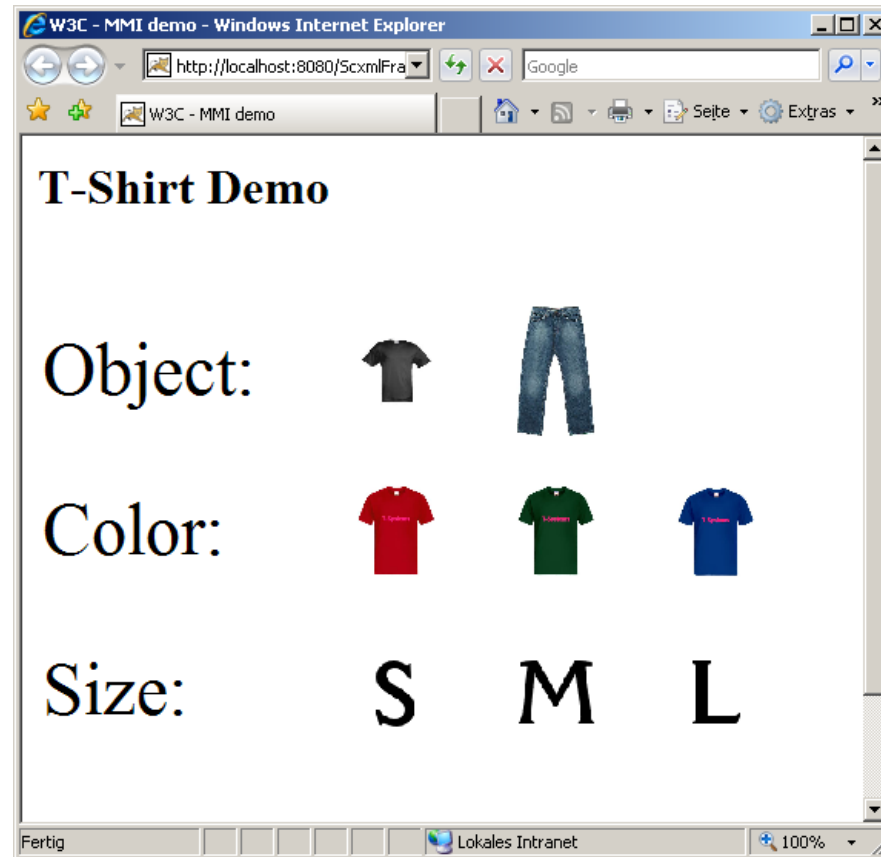 W3C - MMI demo - Windows Internet Explorer
http://localhost:8080/ScxmlFra
Google
W3C - MMI demo
Seite
Extras
T-Shirt Demo
Object:
Color:
Size:
S M L
Fertig
Lokales Intranet
100%